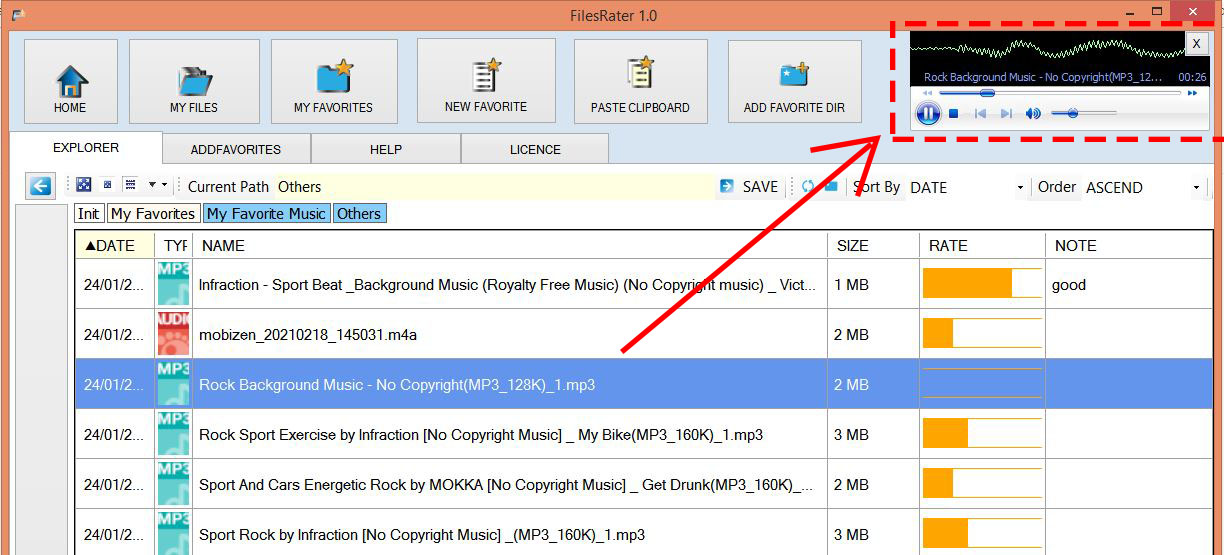 FilesRater 1.0
HOME
MY FILES
MY FAVORITES
NEW FAVORITE
PASTE CLIPBOARD
ADD FAVORITE DIR
X
Rock Background Music - No Copyright(MP3_12... 00:26
EXPLORER ADDFAVORITES HELP LICENCE
Current Path Others SAVE Sort By DATE Order ASCEND
Init My Favorites My Favorite Music Others
▲DATE TYF NAME SIZE RATE NOTE
24/01/2... MP3 Infraction - Sport Beat _Background Music (Royalty Free Music) (No Copyright music) _ Vict... 1 MB good
24/01/2... AUDIO mobizen_20210218_145031.m4a 2 MB
24/01/2... MP3 Rock Background Music - No Copyright(MP3_128K)_1.mp3 2 MB
24/01/2... MP3 Rock Sport Exercise by Infraction [No Copyright Music] _ My Bike(MP3_160K)_1.mp3 3 MB
24/01/2... MP3 Sport And Cars Energetic Rock by MOKKA [No Copyright Music] _ Get Drunk(MP3_160K)_... 2 MB
24/01/2... MP3 Sport Rock by Infraction [No Copyright Music] _(MP3_160K)_1.mp3 3 MB